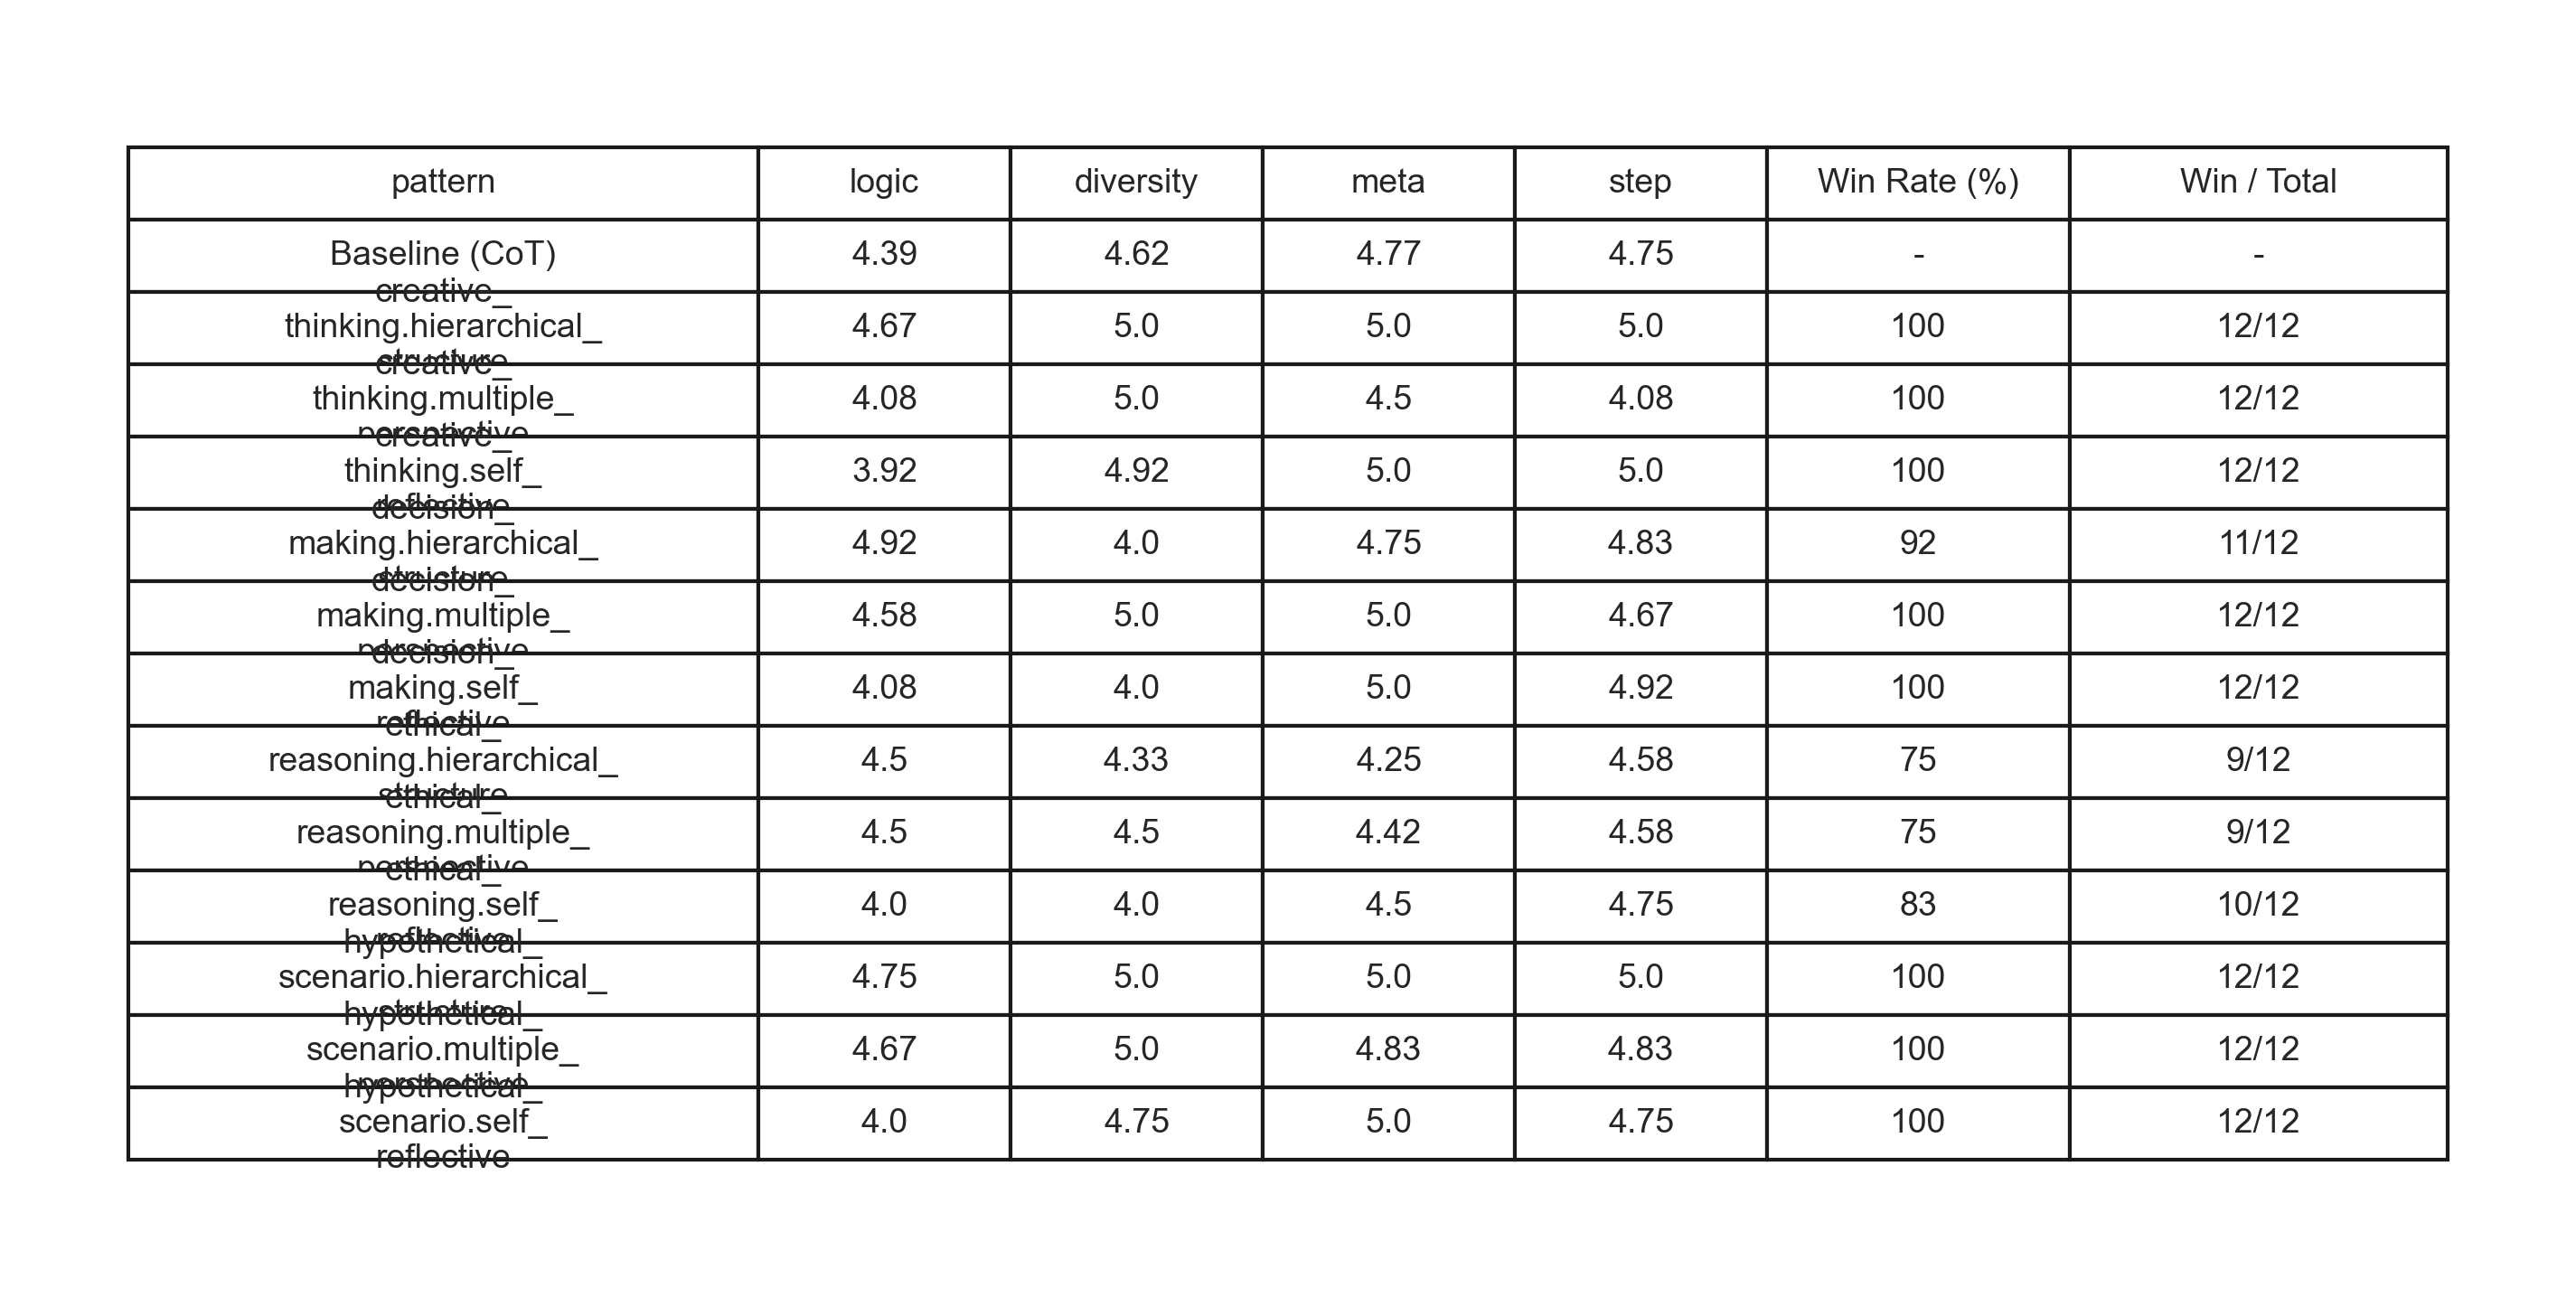 pattern logic diversity meta step Win Rate (%) Win / Total
Baseline (CoT) 4.39 4.62 4.77 4.75 - -
creative_
thinking.hierarchical_ 4.67 5.0 5.0 5.0 100 12/12
structure
creative_
thinking.multiple_ 4.08 5.0 4.5 4.08 100 12/12
perspective
creative_
thinking.self_ 3.92 4.92 5.0 5.0 100 12/12
reflective
decision_
making.hierarchical_ 4.92 4.0 4.75 4.83 92 11/12
structure
decision_
making.multiple_ 4.58 5.0 5.0 4.67 100 12/12
perspective
decision_
making.self_ 4.08 4.0 5.0 4.92 100 12/12
reflective
ethical_
reasoning.hierarchical_ 4.5 4.33 4.25 4.58 75 9/12
structure
ethical_
reasoning.multiple_ 4.5 4.5 4.42 4.58 75 9/12
perspective
ethical_
reasoning.self_ 4.0 4.0 4.5 4.75 83 10/12
reflective
hypothetical_
scenario.hierarchical_ 4.75 5.0 5.0 5.0 100 12/12
structure
hypothetical_
scenario.multiple_ 4.67 5.0 4.83 4.83 100 12/12
perspective
hypothetical_
scenario.self_ 4.0 4.75 5.0 4.75 100 12/12
reflective